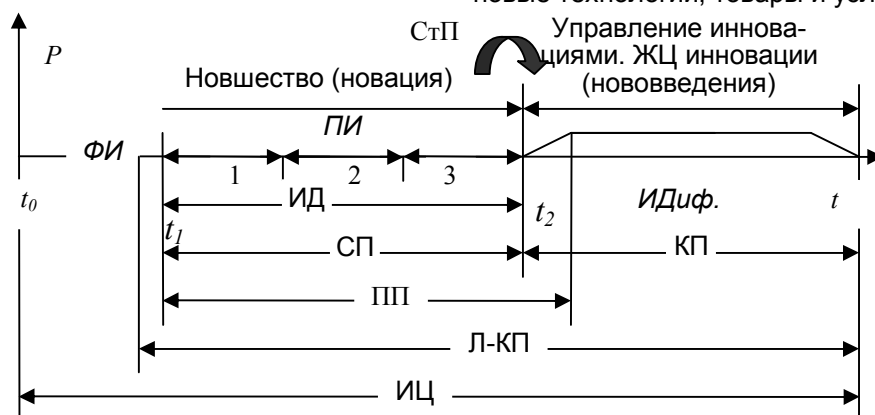 новые технологии, товары и усл
СтП
Управление иннова-
циями. ЖЦ инновации
(нововведения)
P
Новшество (новация)
ПИ
ФИ
1
2
3
t0
ИД
t1
t2
ИДиф.
t
СП
КП
ПП
Л-КП
ИЦ